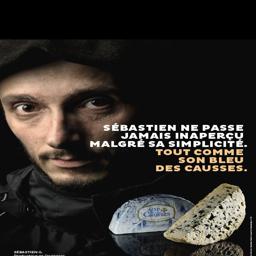 SÉBASTIEN NE PASSE
JAMAIS INAPERÇU
MALGRÉ SA SIMPLICITÉ.
TOUT COMME
SON BLEU
DES CAUSSES.
SÉBASTIEN G.